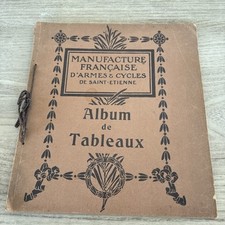 MANUFACTURE
FRANÇAISE
D'ARMES & CYCLES
DE SAINT-ETIENNE
Album
de
Tableaux